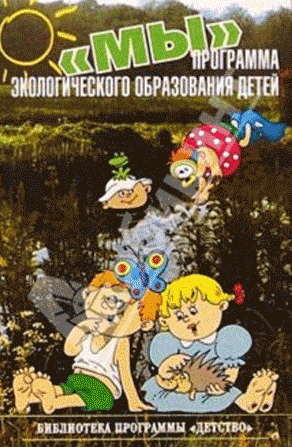 «МЫ»
ПРОГРАММА
ЭКОЛОГИЧЕСКОГО ОБРАЗОВАНИЯ ДЕТЕЙ
БИБЛИОТЕКА ПРОГРАММЫ «ДЕТСТВО»